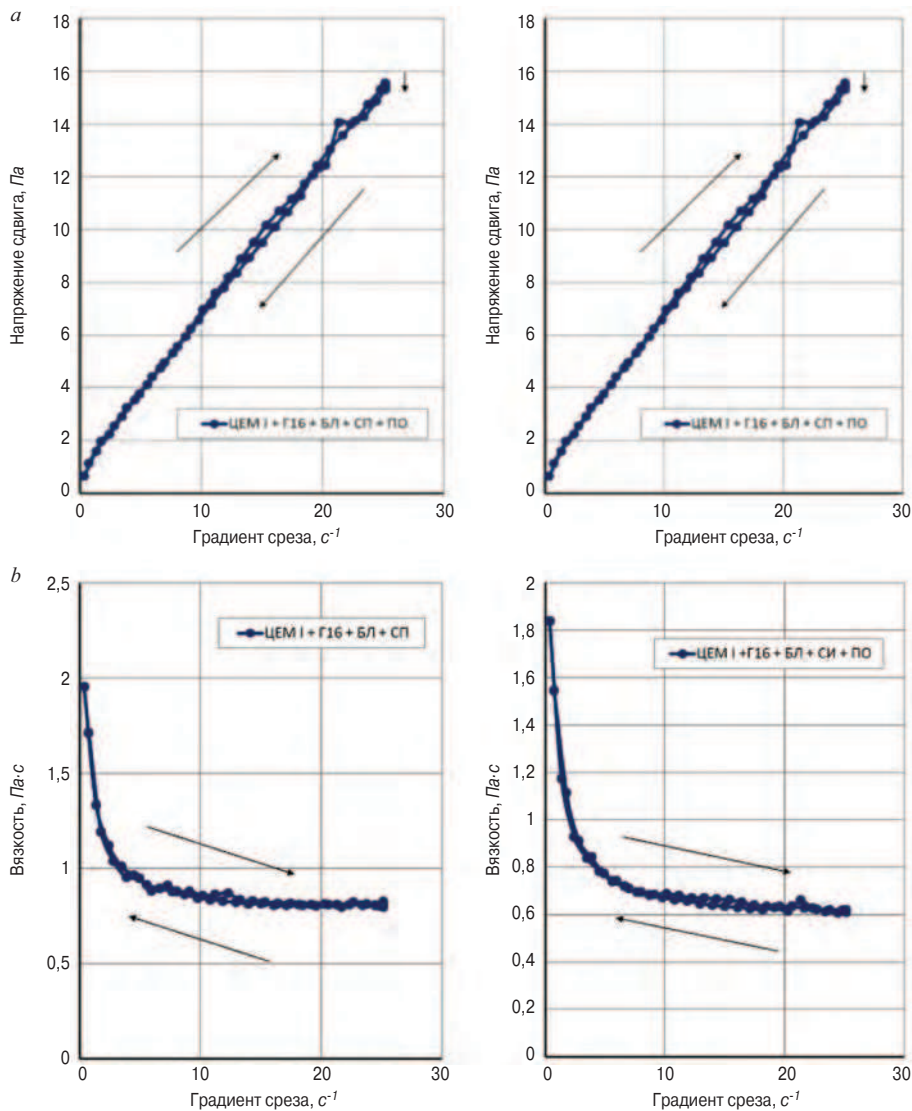 a
18
16
14
12
10
8
6
4
2
0
Напряжение сдвига, Па
ЦЕМ I + Г16 + БЛ + СП + ПО
0 10 20 30
Градиент среза, с-1
18
16
14
12
10
8
6
4
2
0
Напряжение сдвига, Па
ЦЕМ I + Г16 + БЛ + СП + ПО
0 10 20 30
Градиент среза, с-1
b
2,5
2
1,5
1
0,5
0
Вязкость, Па·с
ЦЕМ I + Г16 + БЛ + СП
0 10 20 30
Градиент среза, с-1
2
1,8
1,6
1,4
1,2
1
0,8
0,6
0,4
0,2
0
Вязкость, Па·с
ЦЕМ I +Г16 + БЛ + СИ + ПО
0 10 20 30
Градиент среза, с-1